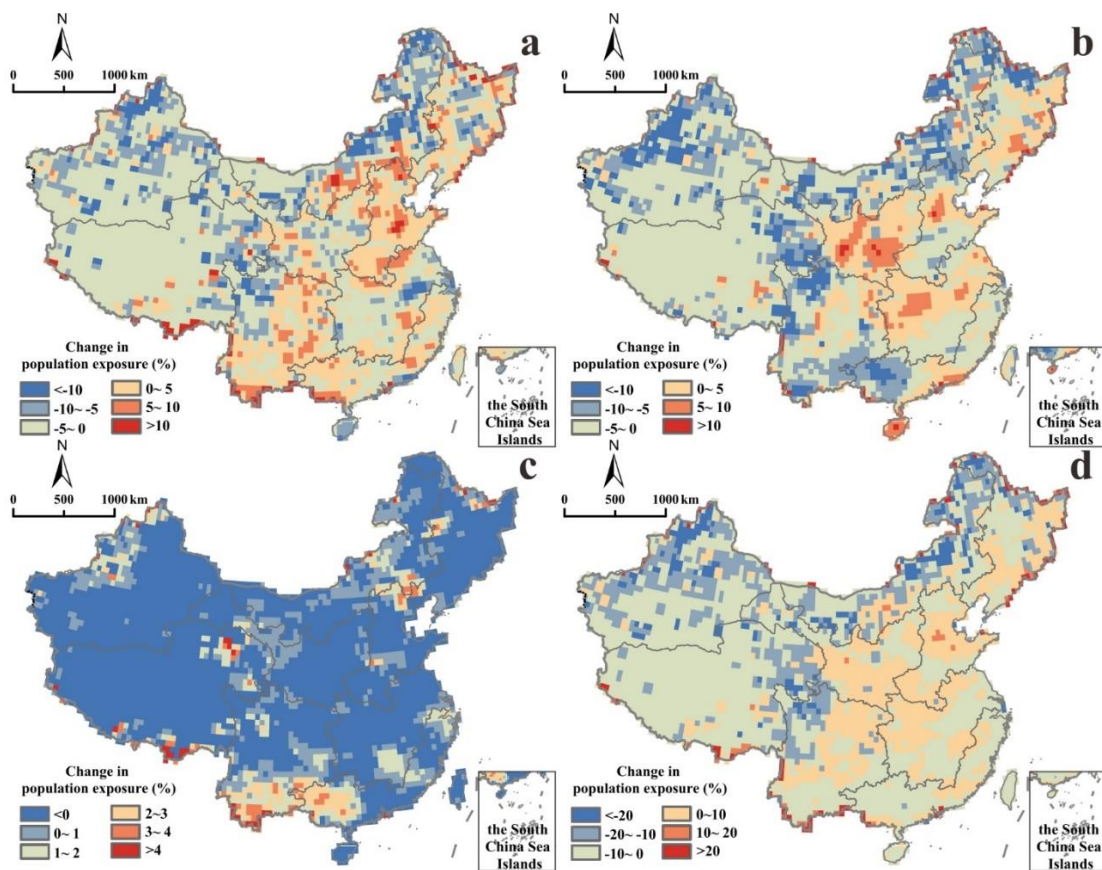 N
a
0 500 1000 km
Change in
population exposure (%)
<-10
-10~ -5
-5~ 0
0~ 5
5~ 10
>10
the South
China Sea
Islands
N
b
0 500 1000 km
Change in
population exposure (%)
<-10
-10~ -5
-5~ 0
0~ 5
5~ 10
>10
the South
China Sea
Islands
N
c
0 500 1000 km
Change in
population exposure (%)
<0
0~ 1
1~ 2
2~3
3~ 4
>4
the South
China Sea
Islands
N
d
0 500 1000 km
Change in
population exposure (%)
<-20
-20~ -10
-10~ 0
0~10
10~ 20
>20
the South
China Sea
Islands